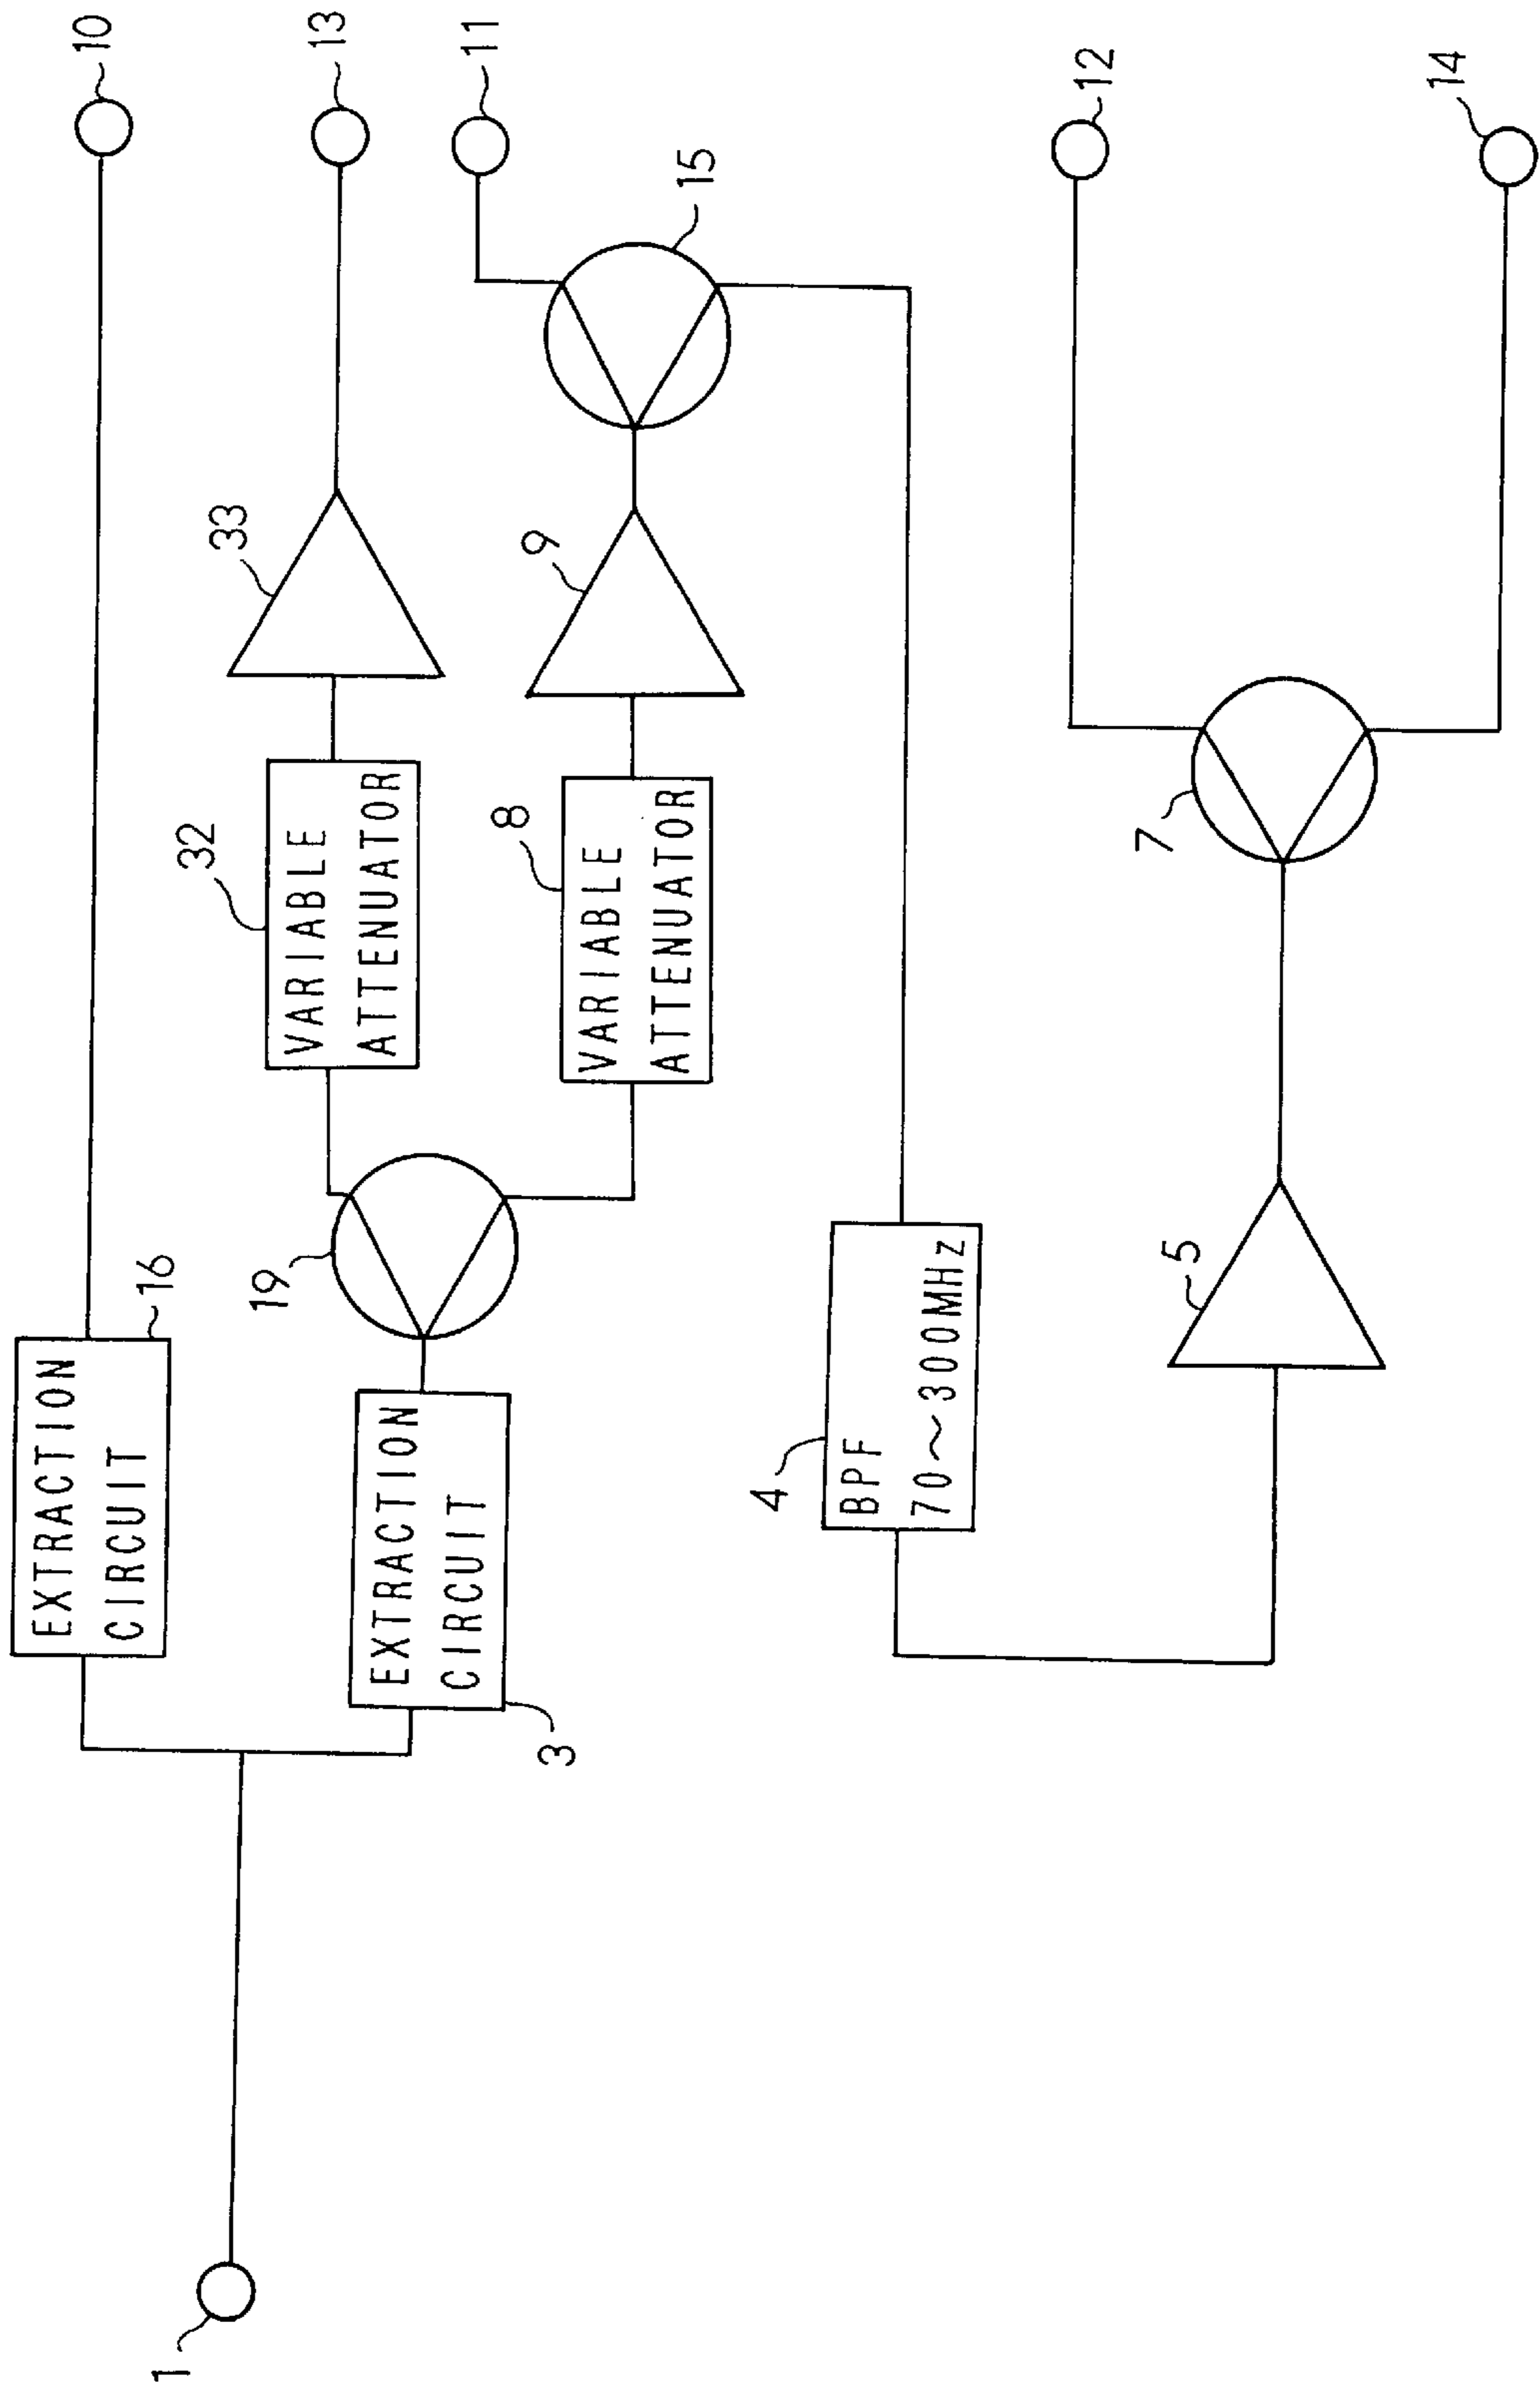 10
EXTRACTION
CIRCUIT
16
13
33
32
VARIABLE
ATTENUATOR
19
11
15
9
8
VARIABLE
ATTENUATOR
EXTRACTION
CIRCUIT
3
1
4
BPF
70~300MHz
12
5
7
14